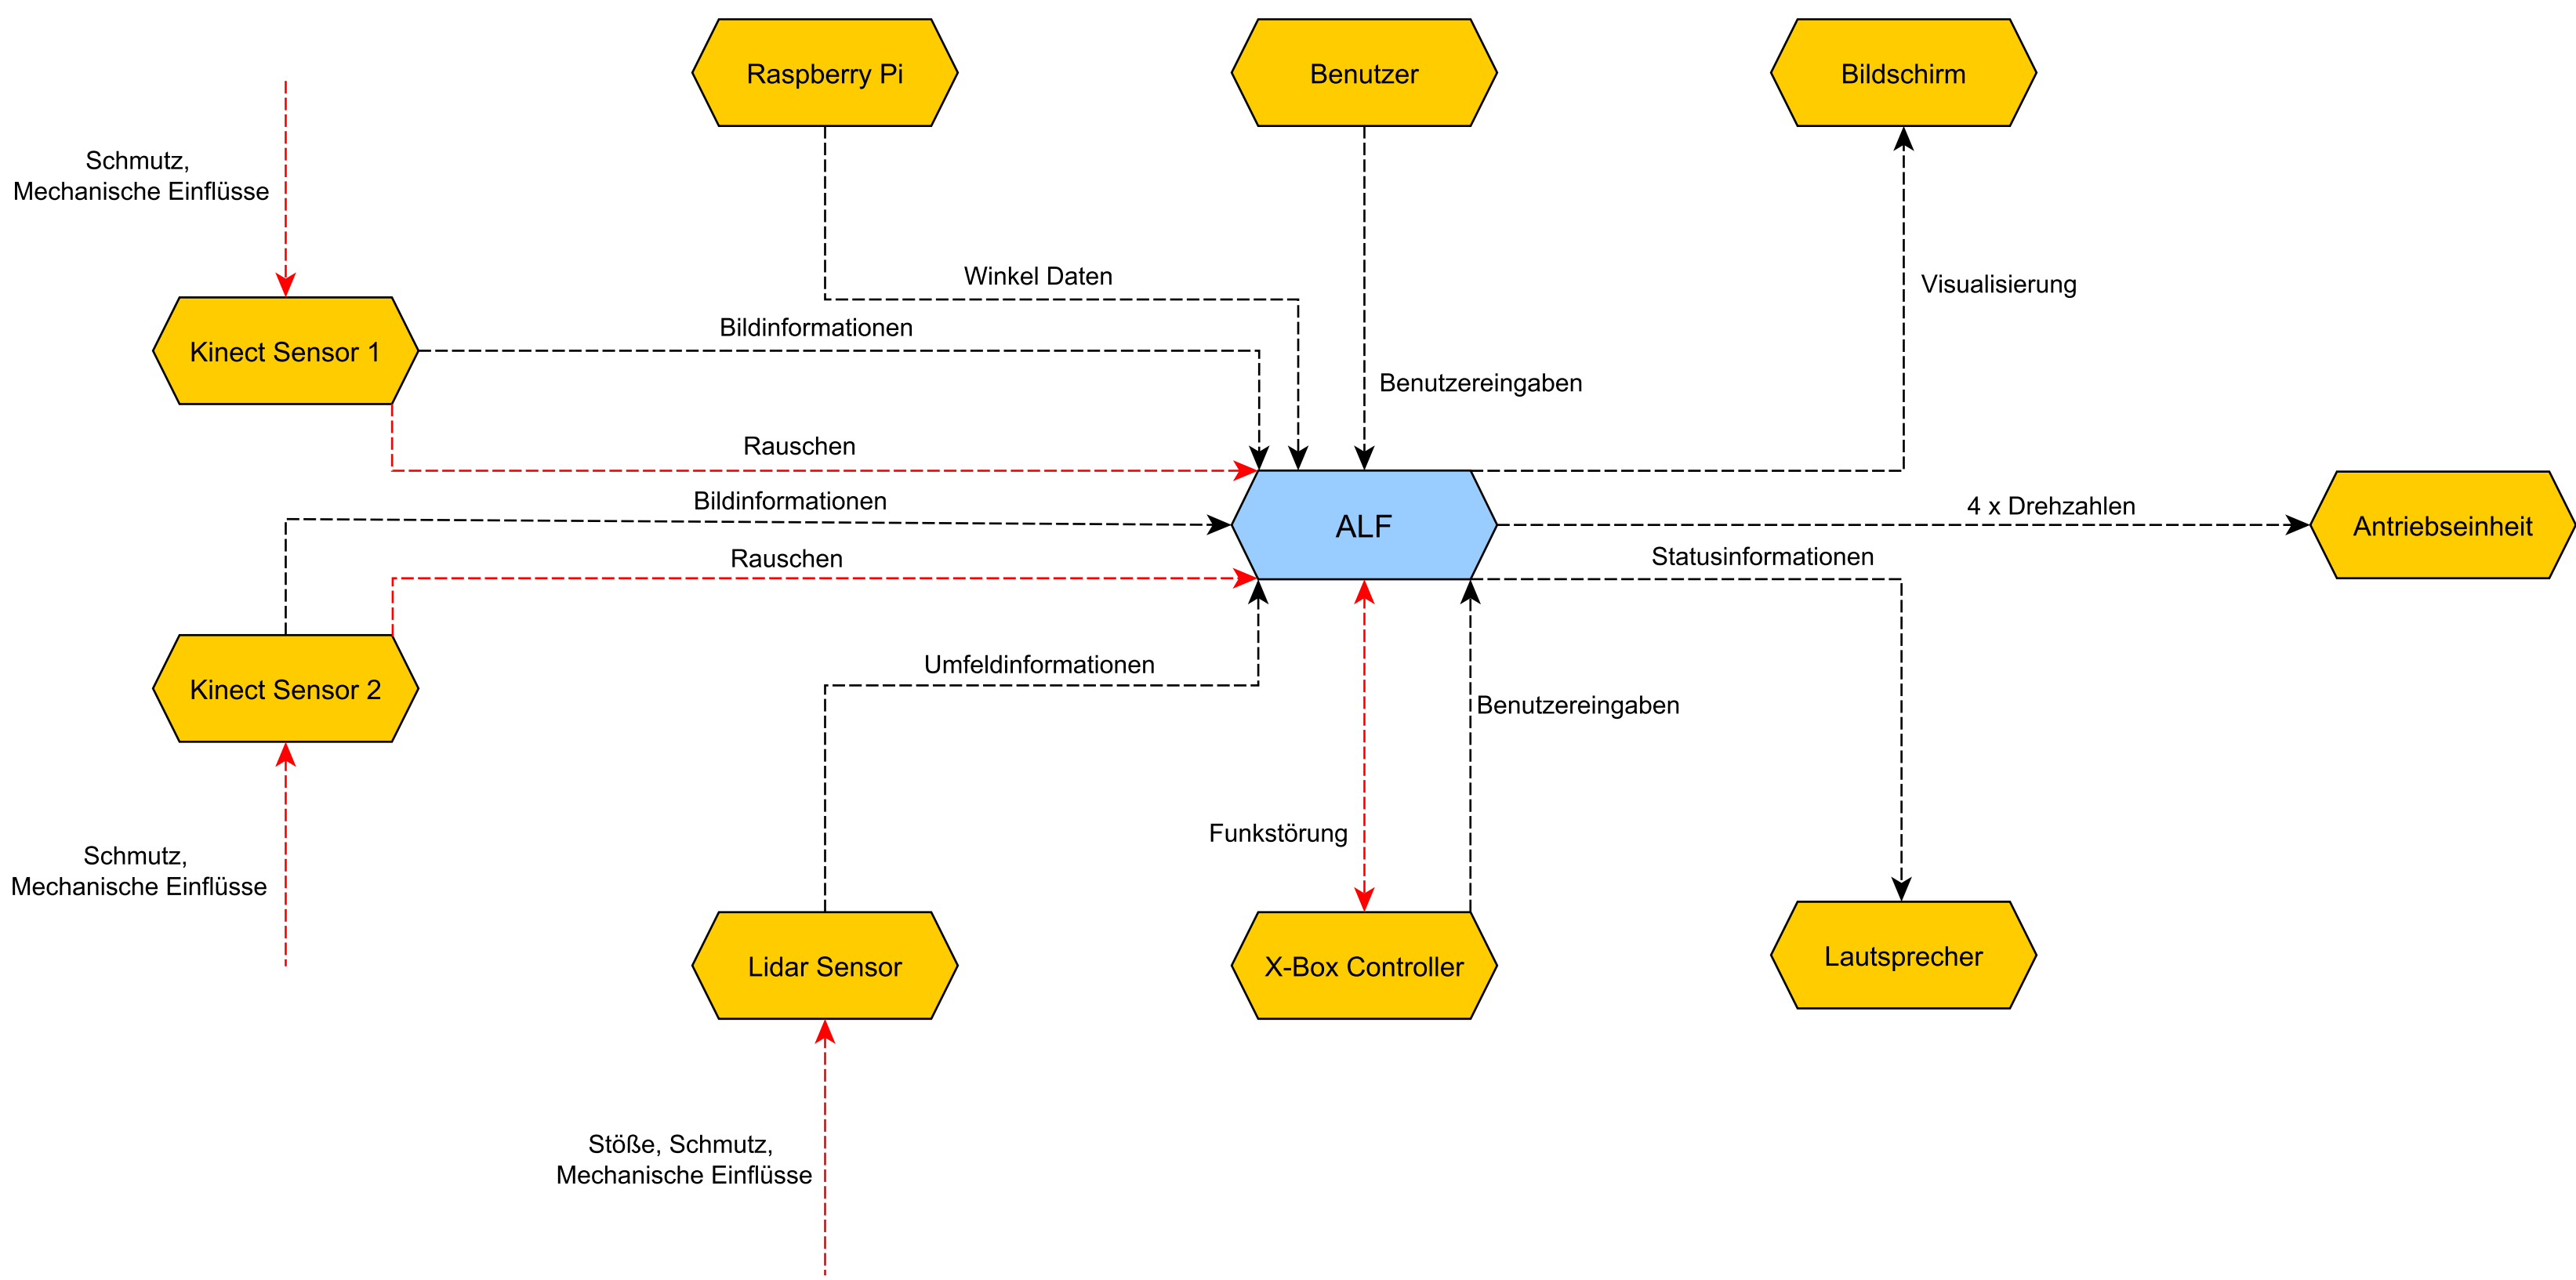 Raspberry Pi
Benutzer
Bildschirm
Schmutz,
Mechanische Einflüsse
Winkel Daten
Visualisierung
Bildinformationen
Kinect Sensor 1
Benutzereingaben
Rauschen
Bildinformationen
4 x Drehzahlen
ALF
Antriebseinheit
Rauschen
Statusinformationen
Umfeldinformationen
Kinect Sensor 2
Benutzereingaben
Funkstörung
Schmutz,
Mechanische Einflüsse
Lidar Sensor
X-Box Controller
Lautsprecher
Stöße, Schmutz,
Mechanische Einflüsse